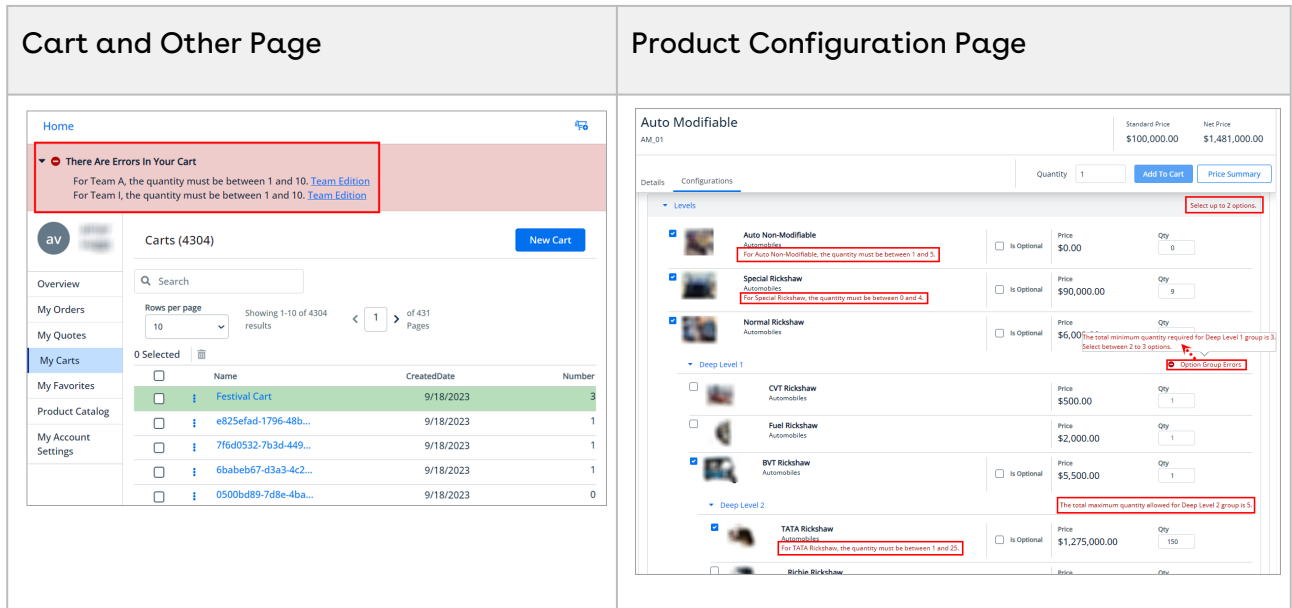 Cart and Other Page
Product Configuration Page
Home
There Are Errors In Your Cart
For Team A, the quantity must be between 1 and 10. Team Edition
For Team I, the quantity must be between 1 and 10. Team Edition
av
Carts (4304)
New Cart
Overview
My Orders
My Quotes
My Carts
My Favorites
Product Catalog
My Account
Settings
Search
Rows per page
10
Showing 1-10 of 4304
results
1
of 431
Pages
0 Selected
Name CreatedDate Number
Festival Cart 9/18/2023 3
e825efad-1796-48b... 9/18/2023 1
7f6d0532-7b3d-449... 9/18/2023 1
6babeb67-d3a3-4c2... 9/18/2023 1
0500bd89-7d8e-4ba... 9/18/2023 0
Auto Modifiable
AM_01
Standard Price Net Price
$100,000.00 $1,481,000.00
Details Configurations
Quantity 1 Add To Cart Price Summary
Levels
Select up to 2 options.
Auto Non-Modifiable
Automobiles
For Auto Non-Modifiable, the quantity must be between 1 and 5.
Is Optional
Price
$0.00
Qty
0
Special Rickshaw
Automobiles
For Special Rickshaw, the quantity must be between 0 and 4.
Is Optional
Price
$90,000.00
Qty
9
Normal Rickshaw
Automobiles
Is Optional
Price
$6,00
Qty
The total minimum quantity required for Deep Level 1 group is 3.
Select between 2 to 3 options.
Deep Level 1
Option Group Errors
CVT Rickshaw
Automobiles
Price
$500.00
Qty
1
Fuel Rickshaw
Automobiles
Price
$2,000.00
Qty
1
BVT Rickshaw
Automobiles
Is Optional
Price
$5,500.00
Qty
1
Deep Level 2
The total maximum quantity allowed for Deep Level 2 group is 5.
TATA Rickshaw
Automobiles
For TATA Rickshaw, the quantity must be between 1 and 25.
Is Optional
Price
$1,275,000.00
Qty
150
Richie Rickshaw
Price
Qty